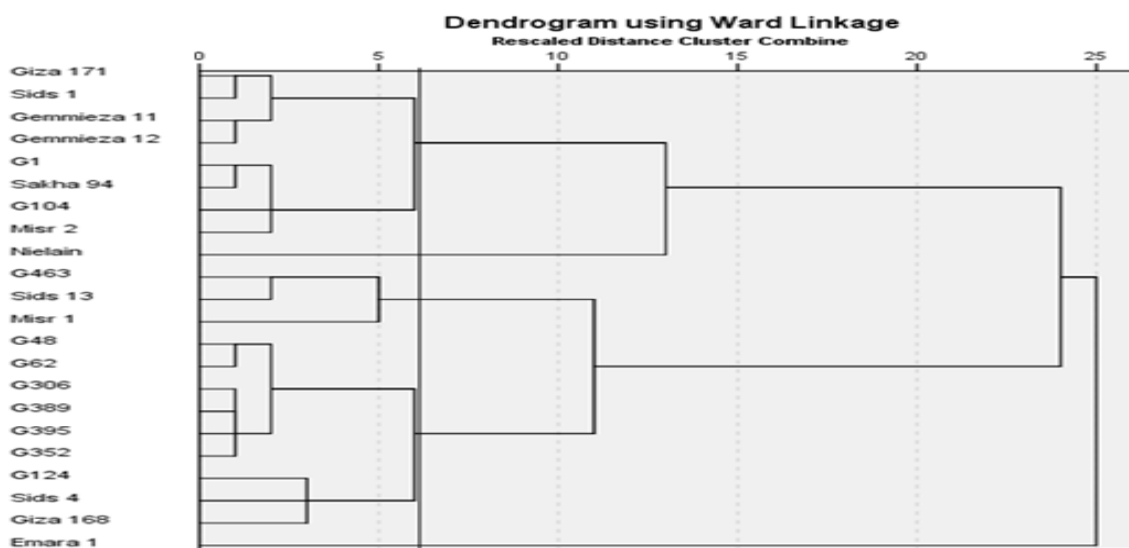 Dendrogram using Ward Linkage
Rescaled Distance Cluster Combine
0 5 10 15 20 25
Giza 171
Sids 1
Gemmieza 11
Gemmieza 12
G1
Sakha 94
G104
Misr 2
Nielain
G463
Sids 13
Misr 1
G48
G62
G306
G389
G395
G352
G124
Sids 4
Giza 168
Emara 1